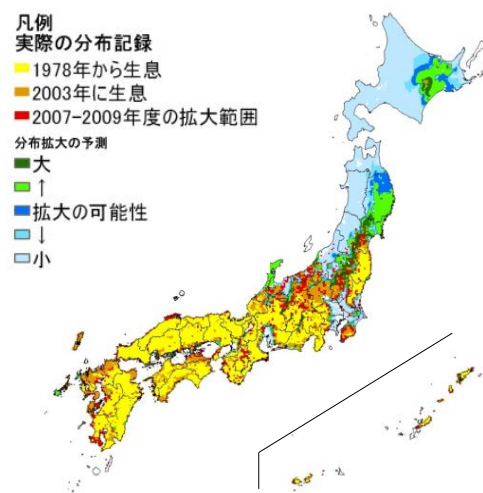 凡例
実際の分布記録
1978年から生息
2003年に生息
2007-2009年度の拡大範囲
分布拡大の予測
大
↑
拡大の可能性
↓
小